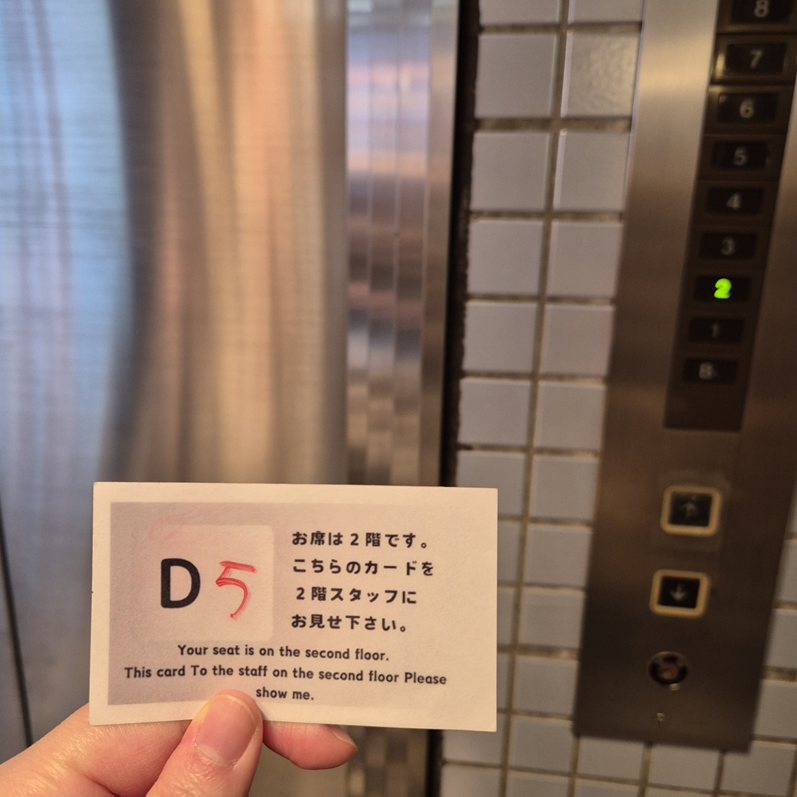 8
7
6
5
4
3
2
1
B
D 5
お席は2階です。
こちらのカードを
2階スタッフに
お見せ下さい。
Your seat is on the second floor.
This card To the staff on the second floor Please
show me.